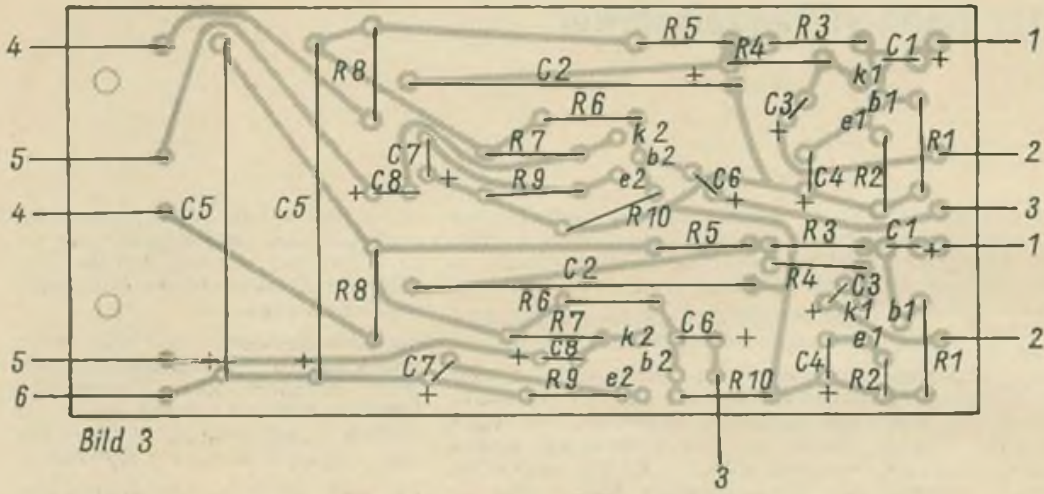 4 R5 R3 C1 + 1
R8 C2 + R4 k1
C3 b1
R6 + e1
k2 R1
5 C7 R7 b2 2
C8 + R9 e2 C6 C4 R2
+ + +
4 C5 C5 R10 3
R5 R3 C1 + 1
C2 R4
R8 C3
R6 + k1 b1
R7 k2 C6 + e1 2
5 + + + C8 b2 C4 R1
C7 R9 e2 R10 R2
6 + +
Bild 3
3